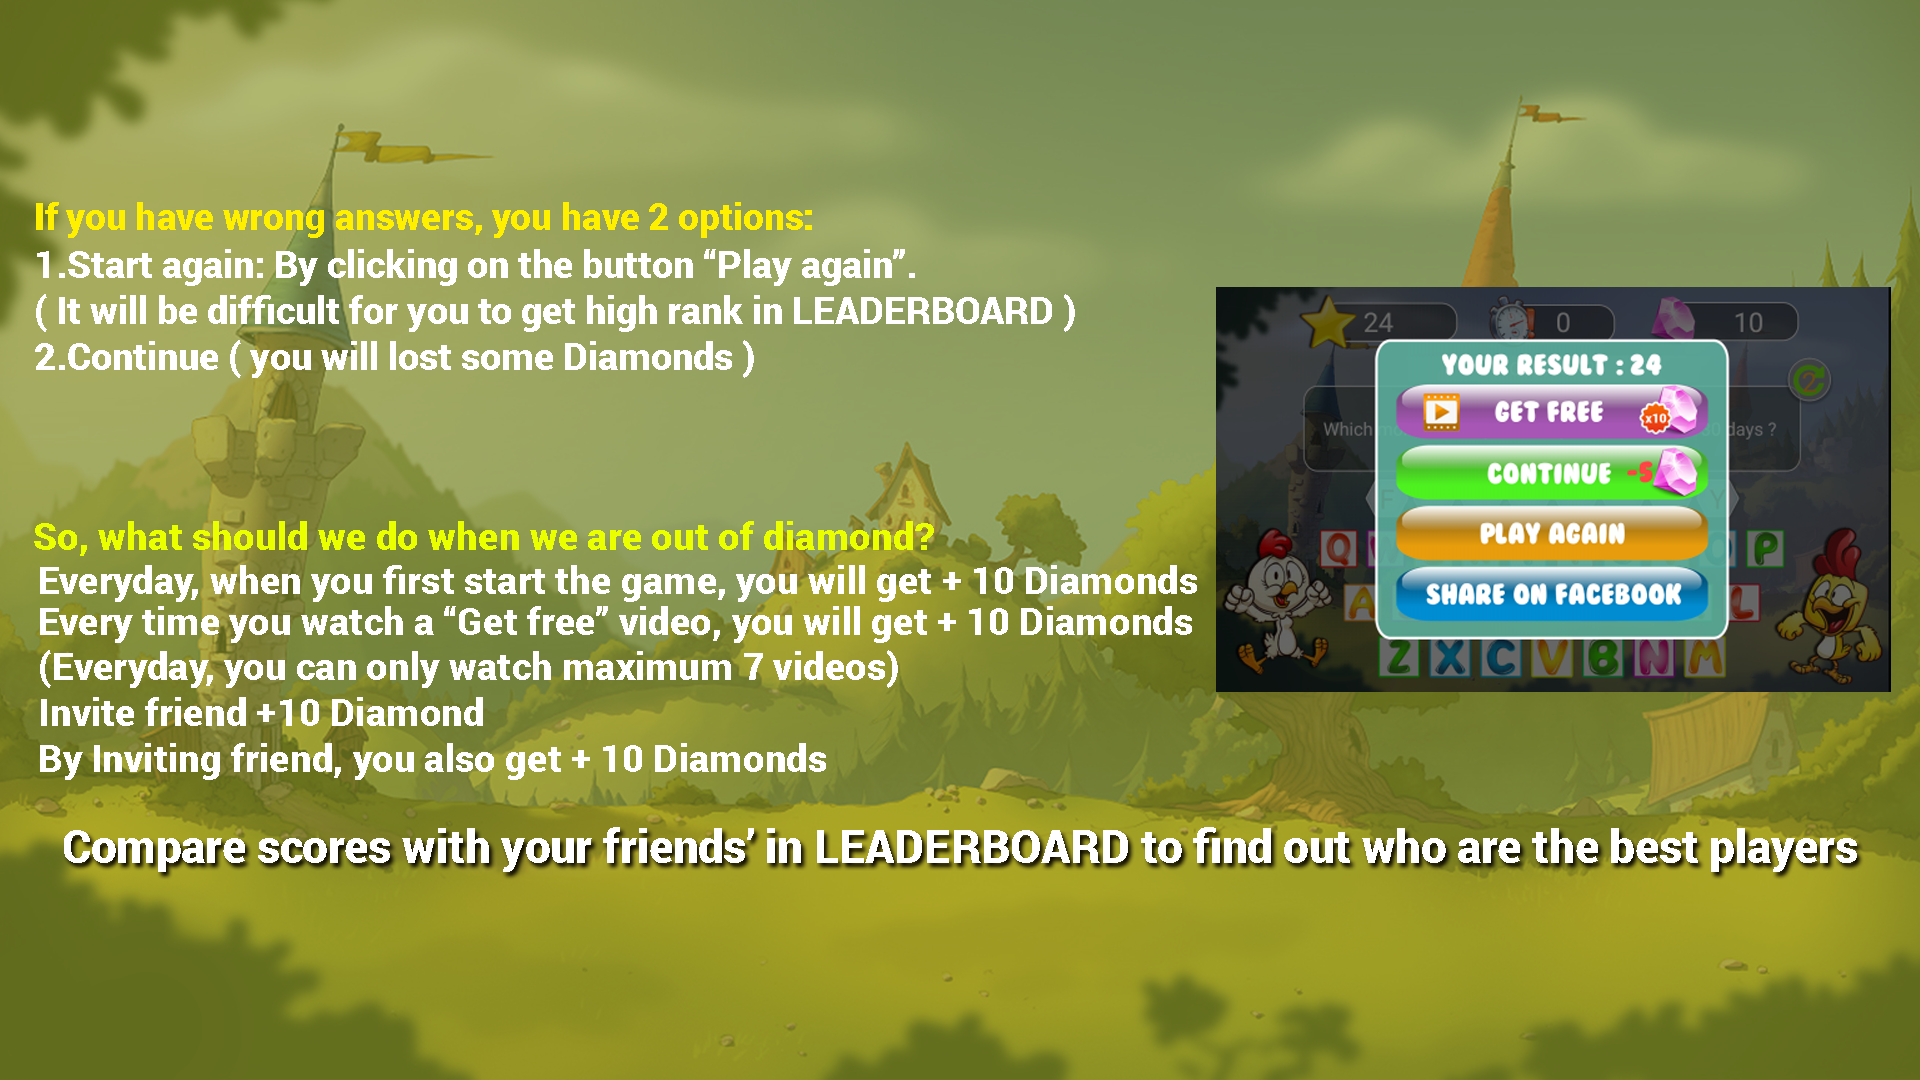 If you have wrong answers, you have 2 options:
1.Start again: By clicking on the button “Play again”.
( It will be difficult for you to get high rank in LEADERBOARD )
2.Continue ( you will lost some Diamonds )
So, what should we do when we are out of diamond?
Everyday, when you first start the game, you will get + 10 Diamonds
Every time you watch a “Get free” video, you will get + 10 Diamonds
(Everyday, you can only watch maximum 7 videos)
Invite friend +10 Diamond
By Inviting friend, you also get + 10 Diamonds
24 0 10
YOUR RESULT : 24
GET FREE x10
Which days ?
CONTINUE -5
PLAY AGAIN
Q P
SHARE ON FACEBOOK
A L
Z X C V B N M
Compare scores with your friends’ in LEADERBOARD to find out who are the best players